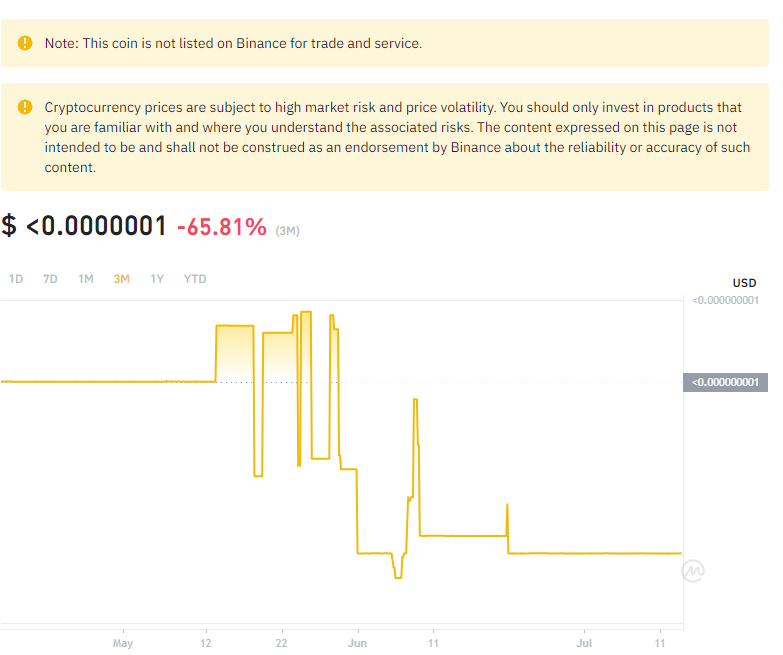 Note: This coin is not listed on Binance for trade and service.
Cryptocurrency prices are subject to high market risk and price volatility. You should only invest in products that
you are familiar with and where you understand the associated risks. The content expressed on this page is not
intended to be and shall not be construed as an endorsement by Binance about the reliability or accuracy of such
content.
$ <0.0000001 -65.81% (3M)
1D 7D 1M 3M 1Y YTD
USD
<0.000000001
<0.000000001
May 12 22 Jun 11 Jul 11